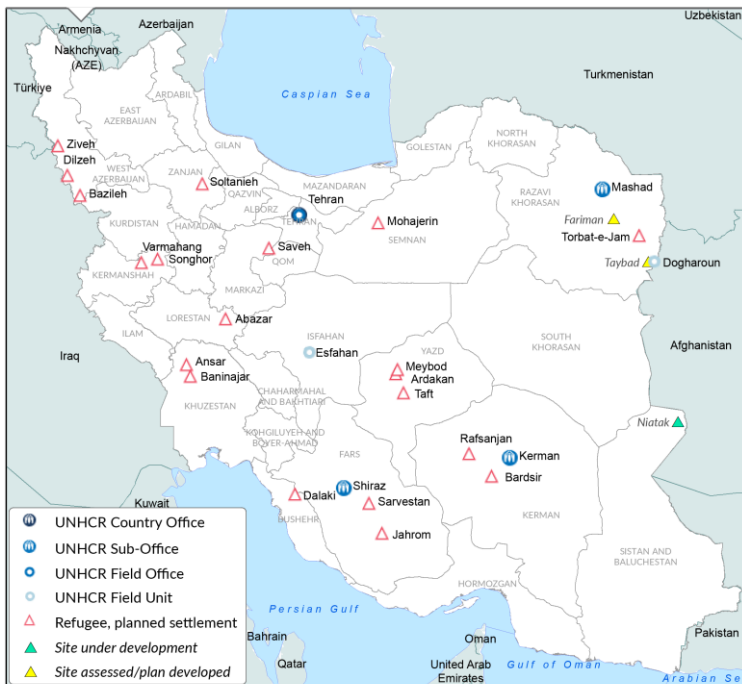 Armenia
Azerbaijan
Uzbekistan
Nakhchyvan
(AZE)
Türkiye
Turkmenistan
Caspian Sea
ARDABIL
EAST
AZERBAIJAN
Ziveh
Dilzeh
WEST
AZERBAIJAN
Bazileh
GILAN
GOLESTAN
NORTH
KHORASAN
ZANJAN
Soltanieh
QAZVIN
MAZANDARAN
ALBORZ
Tehran
TEHRAN
RAZAVI
KHORASAN
Mashad
Fariman
Torbat-e-Jam
Taybad
Dogharoun
KURDISTAN
HAMADAN
Mohajerin
SEMNAN
Varmahang
Songhor
KERMANSHAH
Saveh
QOM
MARKAZI
LORESTAN
Abazar
ILAM
Iraq
ISFAHAN
Esfahan
SOUTH
KHORASAN
Afghanistan
YAZD
Meybod
Ardakan
Taft
Ansar
Baninajar
KHUZESTAN
CHAHARMAHAL
AND BAKHTIARI
KOHGILUYEH AND
BOYER-AHMAD
FARS
Niatak
Rafsanjan
Kerman
Bardsir
KERMAN
Shiraz
Dalaki
Sarvestan
BUSHEHR
Jahrom
Kuwait
SISTAN AND
BALUCHESTAN
HORMOZGAN
Persian Gulf
Bahrain
Qatar
Oman
United Arab
Emirates
Gulf of Oman
Pakistan
Arabian Se
UNHCR Country Office
UNHCR Sub-Office
UNHCR Field Office
UNHCR Field Unit
Refugee, planned settlement
Site under development
Site assessed/plan developed